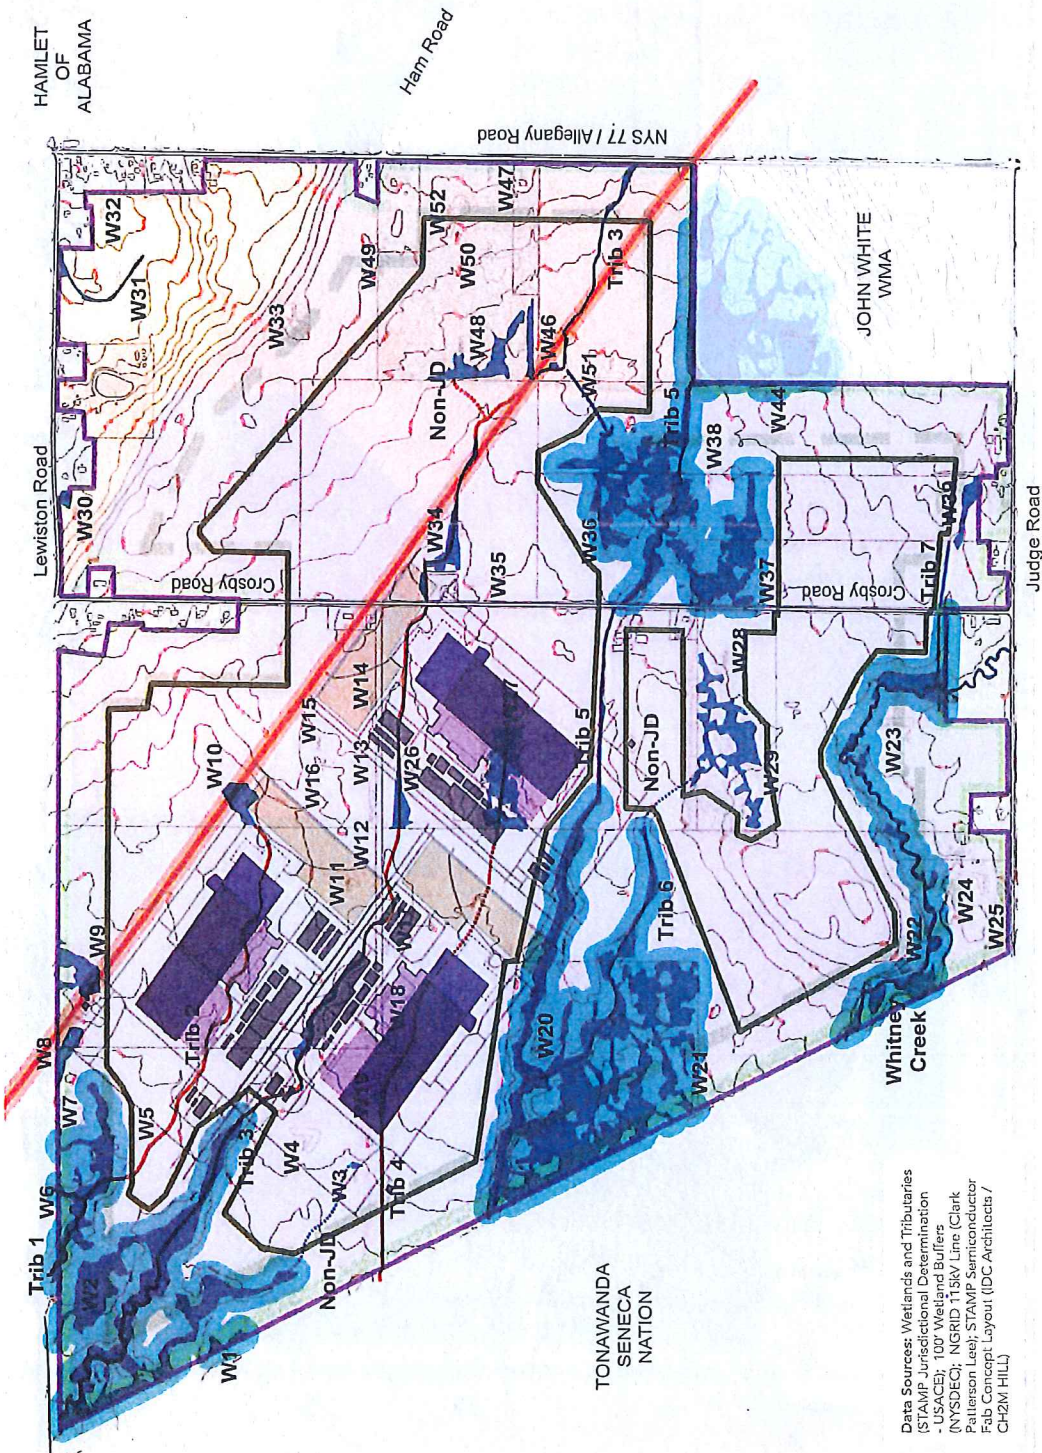 HAMLET
OF
ALABAMA
Ham Road
NYS 77 / Allegany Road
Lewiston Road
W32
W31
W33
W30
W49
W52
W47
W50
W48
W46
Trib 3
W51
Non-JD
JOHN WHITE
WMA
Trib 5
W38
W44
W34
W35
W36
W37
W39
Crosby Road
Crosby Road
Trib 7
Judge Road
W14
W15
W16
W13
W26
W10
W12
W11
Trib 5
Non-JD
W28
W29
W23
W24
W25
W22
Trib 6
W9
W8
W7
W6
W5
Trib 2
W18
W20
W21
Whitney
Creek
Trib 3
W4
W3
Trib 4
Non-JD
Trib 1
W2
W1
TONAWANDA
SENECA
NATION
Data Sources: Wetlands and Tributaries
(STAMP Jurisdictional Determination
- USACE); 100' Wetland Buffers
(NYSDEC); NGRID 115kV Line (Clark
Patterson Lee); STAMP Semiconductor
Fab Concept Layout (IDC Architects /
CH2M HILL)